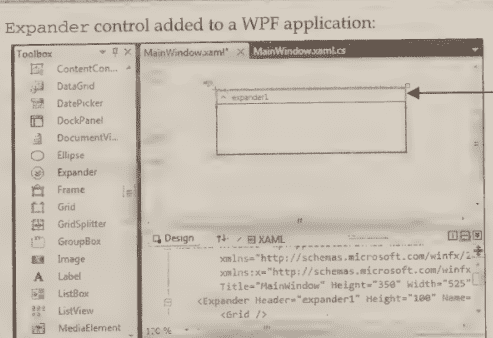 Expander control added to a WPF application:
Toolbox
ContentCon...
DataGrid
DatePicker
DockPanel
DocumentVi...
Ellipse
Expander
Frame
Grid
GridSplitter
GroupBox
Image
Label
ListBox
ListView
MediaElement
MainWindow.xaml* MainWindow.xaml.cs
expander1
Design XAML
xmlns="http://schemas.microsoft.com/winfx/2
xmlns:x="http://schemas.microsoft.com/winfx
Title="MainWindow" Height="350" Width="525"
<Expander Header="expander1" Height="100" Name=
<Grid />